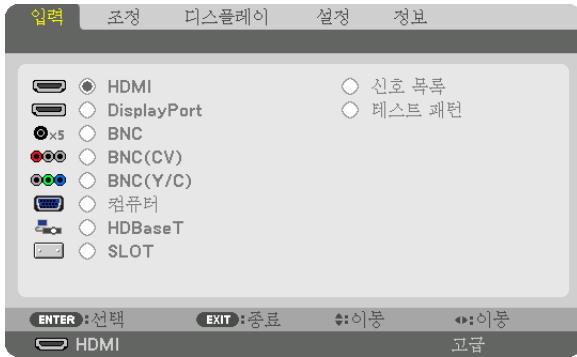 입력 조정 디스플레이 설정 정보
HDMI 신호 목록
DisplayPort 테스트 패턴
×5 BNC
BNC(CV)
BNC(Y/C)
컴퓨터
HDBaseT
SLOT
ENTER:선택 EXIT:종료 :이동 :이동
HDMI 고급